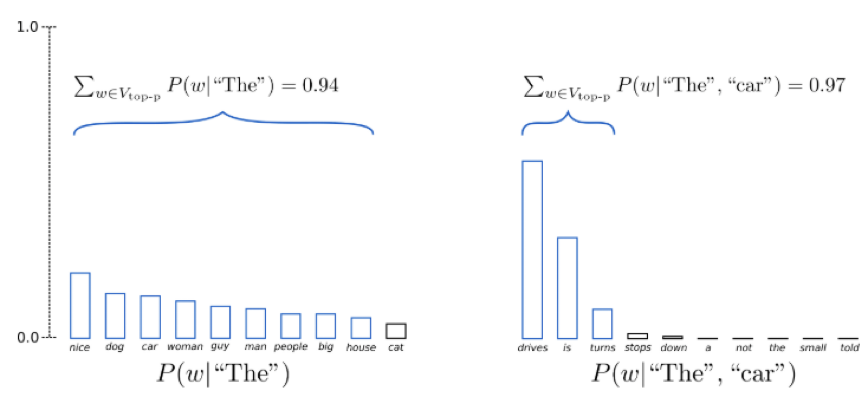 1.0
∑w∈Vtop-p P(w|“The”) = 0.94
0.0
nice dog car woman guy man people big house cat
P(w|“The”)
∑w∈Vtop-p P(w|“The”, “car”) = 0.97
drives is turns stops down a not the small told
P(w|“The”, “car”)